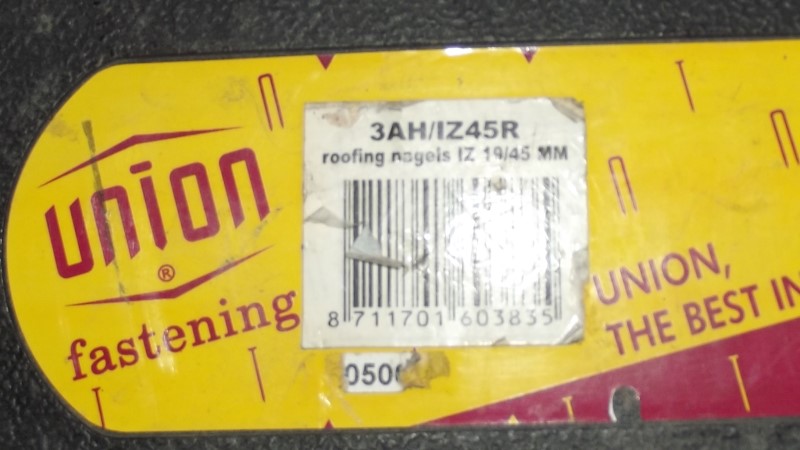 union
®
fastening
3AH/IZ45R
roofing nagels IZ 19/45 MM
8 711701 603835
UNION,
THE BEST IN